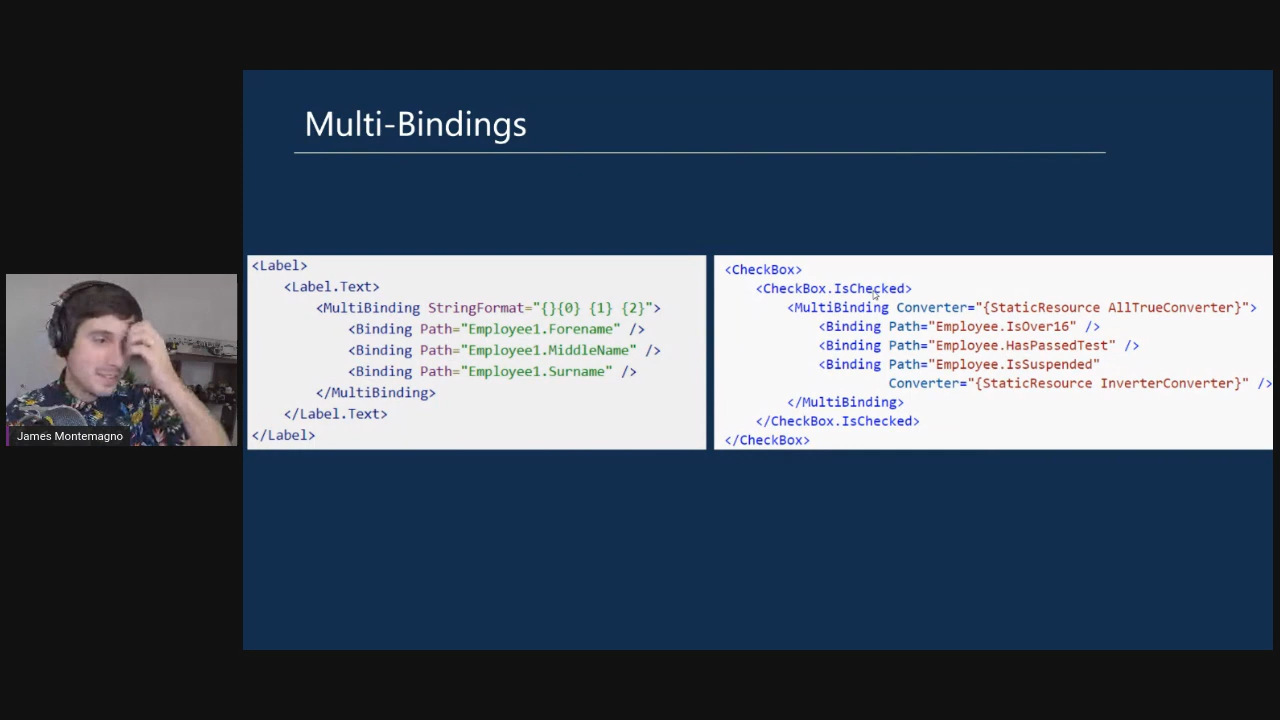 Multi-Bindings
<Label>
<Label.Text>
<MultiBinding StringFormat="{}{0} {1} {2}">
<Binding Path="Employee1.Forename" />
<Binding Path="Employee1.MiddleName" />
<Binding Path="Employee1.Surname" />
</MultiBinding>
</Label.Text>
</Label>
<CheckBox>
<CheckBox.IsChecked>
<MultiBinding Converter="{StaticResource AllTrueConverter}">
<Binding Path="Employee.IsOver16" />
<Binding Path="Employee.HasPassedTest" />
<Binding Path="Employee.IsSuspended"
Converter="{StaticResource InverterConverter}" />
</MultiBinding>
</CheckBox.IsChecked>
</CheckBox>
James Montemagno